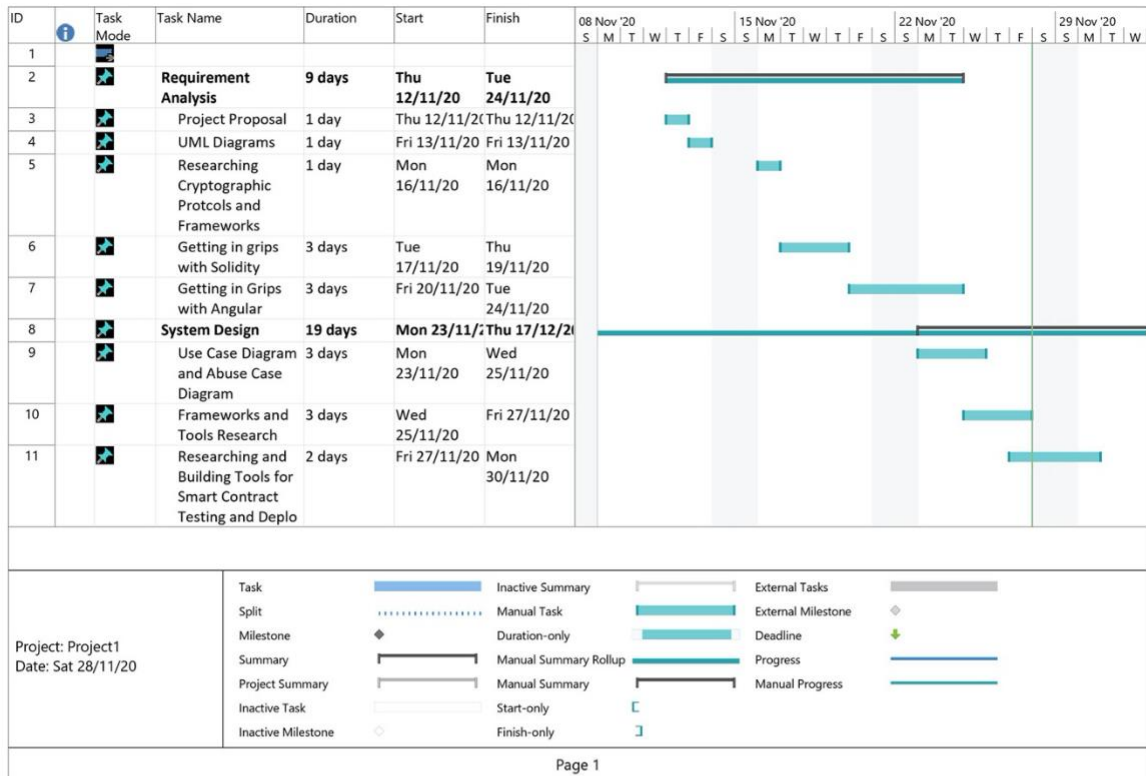 ID Task Mode Task Name Duration Start Finish 08 Nov '20 15 Nov '20 22 Nov '20 29 Nov '20
S M T W T F S S M T W T F S S M T W T F S S M T W
1
2 Requirement Analysis 9 days Thu 12/11/20 Tue 24/11/20
3 Project Proposal 1 day Thu 12/11/2( Thu 12/11/20
4 UML Diagrams 1 day Fri 13/11/20 Fri 13/11/20
5 Researching Cryptographic Protcols and Frameworks 1 day Mon 16/11/20 Mon 16/11/20
6 Getting in grips with Solidity 3 days Tue 17/11/20 Thu 19/11/20
7 Getting in Grips with Angular 3 days Fri 20/11/20 Tue 24/11/20
8 System Design 19 days Mon 23/11/2 Thu 17/12/20
9 Use Case Diagram and Abuse Case Diagram 3 days Mon 23/11/20 Wed 25/11/20
10 Frameworks and Tools Research 3 days Wed 25/11/20 Fri 27/11/20
11 Researching and Building Tools for Smart Contract Testing and Deplo 2 days Fri 27/11/20 Mon 30/11/20
Project: Project1
Date: Sat 28/11/20
Task Inactive Summary External Tasks
Split Manual Task External Milestone
Milestone Duration-only Deadline
Summary Manual Summary Rollup Progress
Project Summary Manual Summary Manual Progress
Inactive Task Start-only
Inactive Milestone Finish-only
Page 1